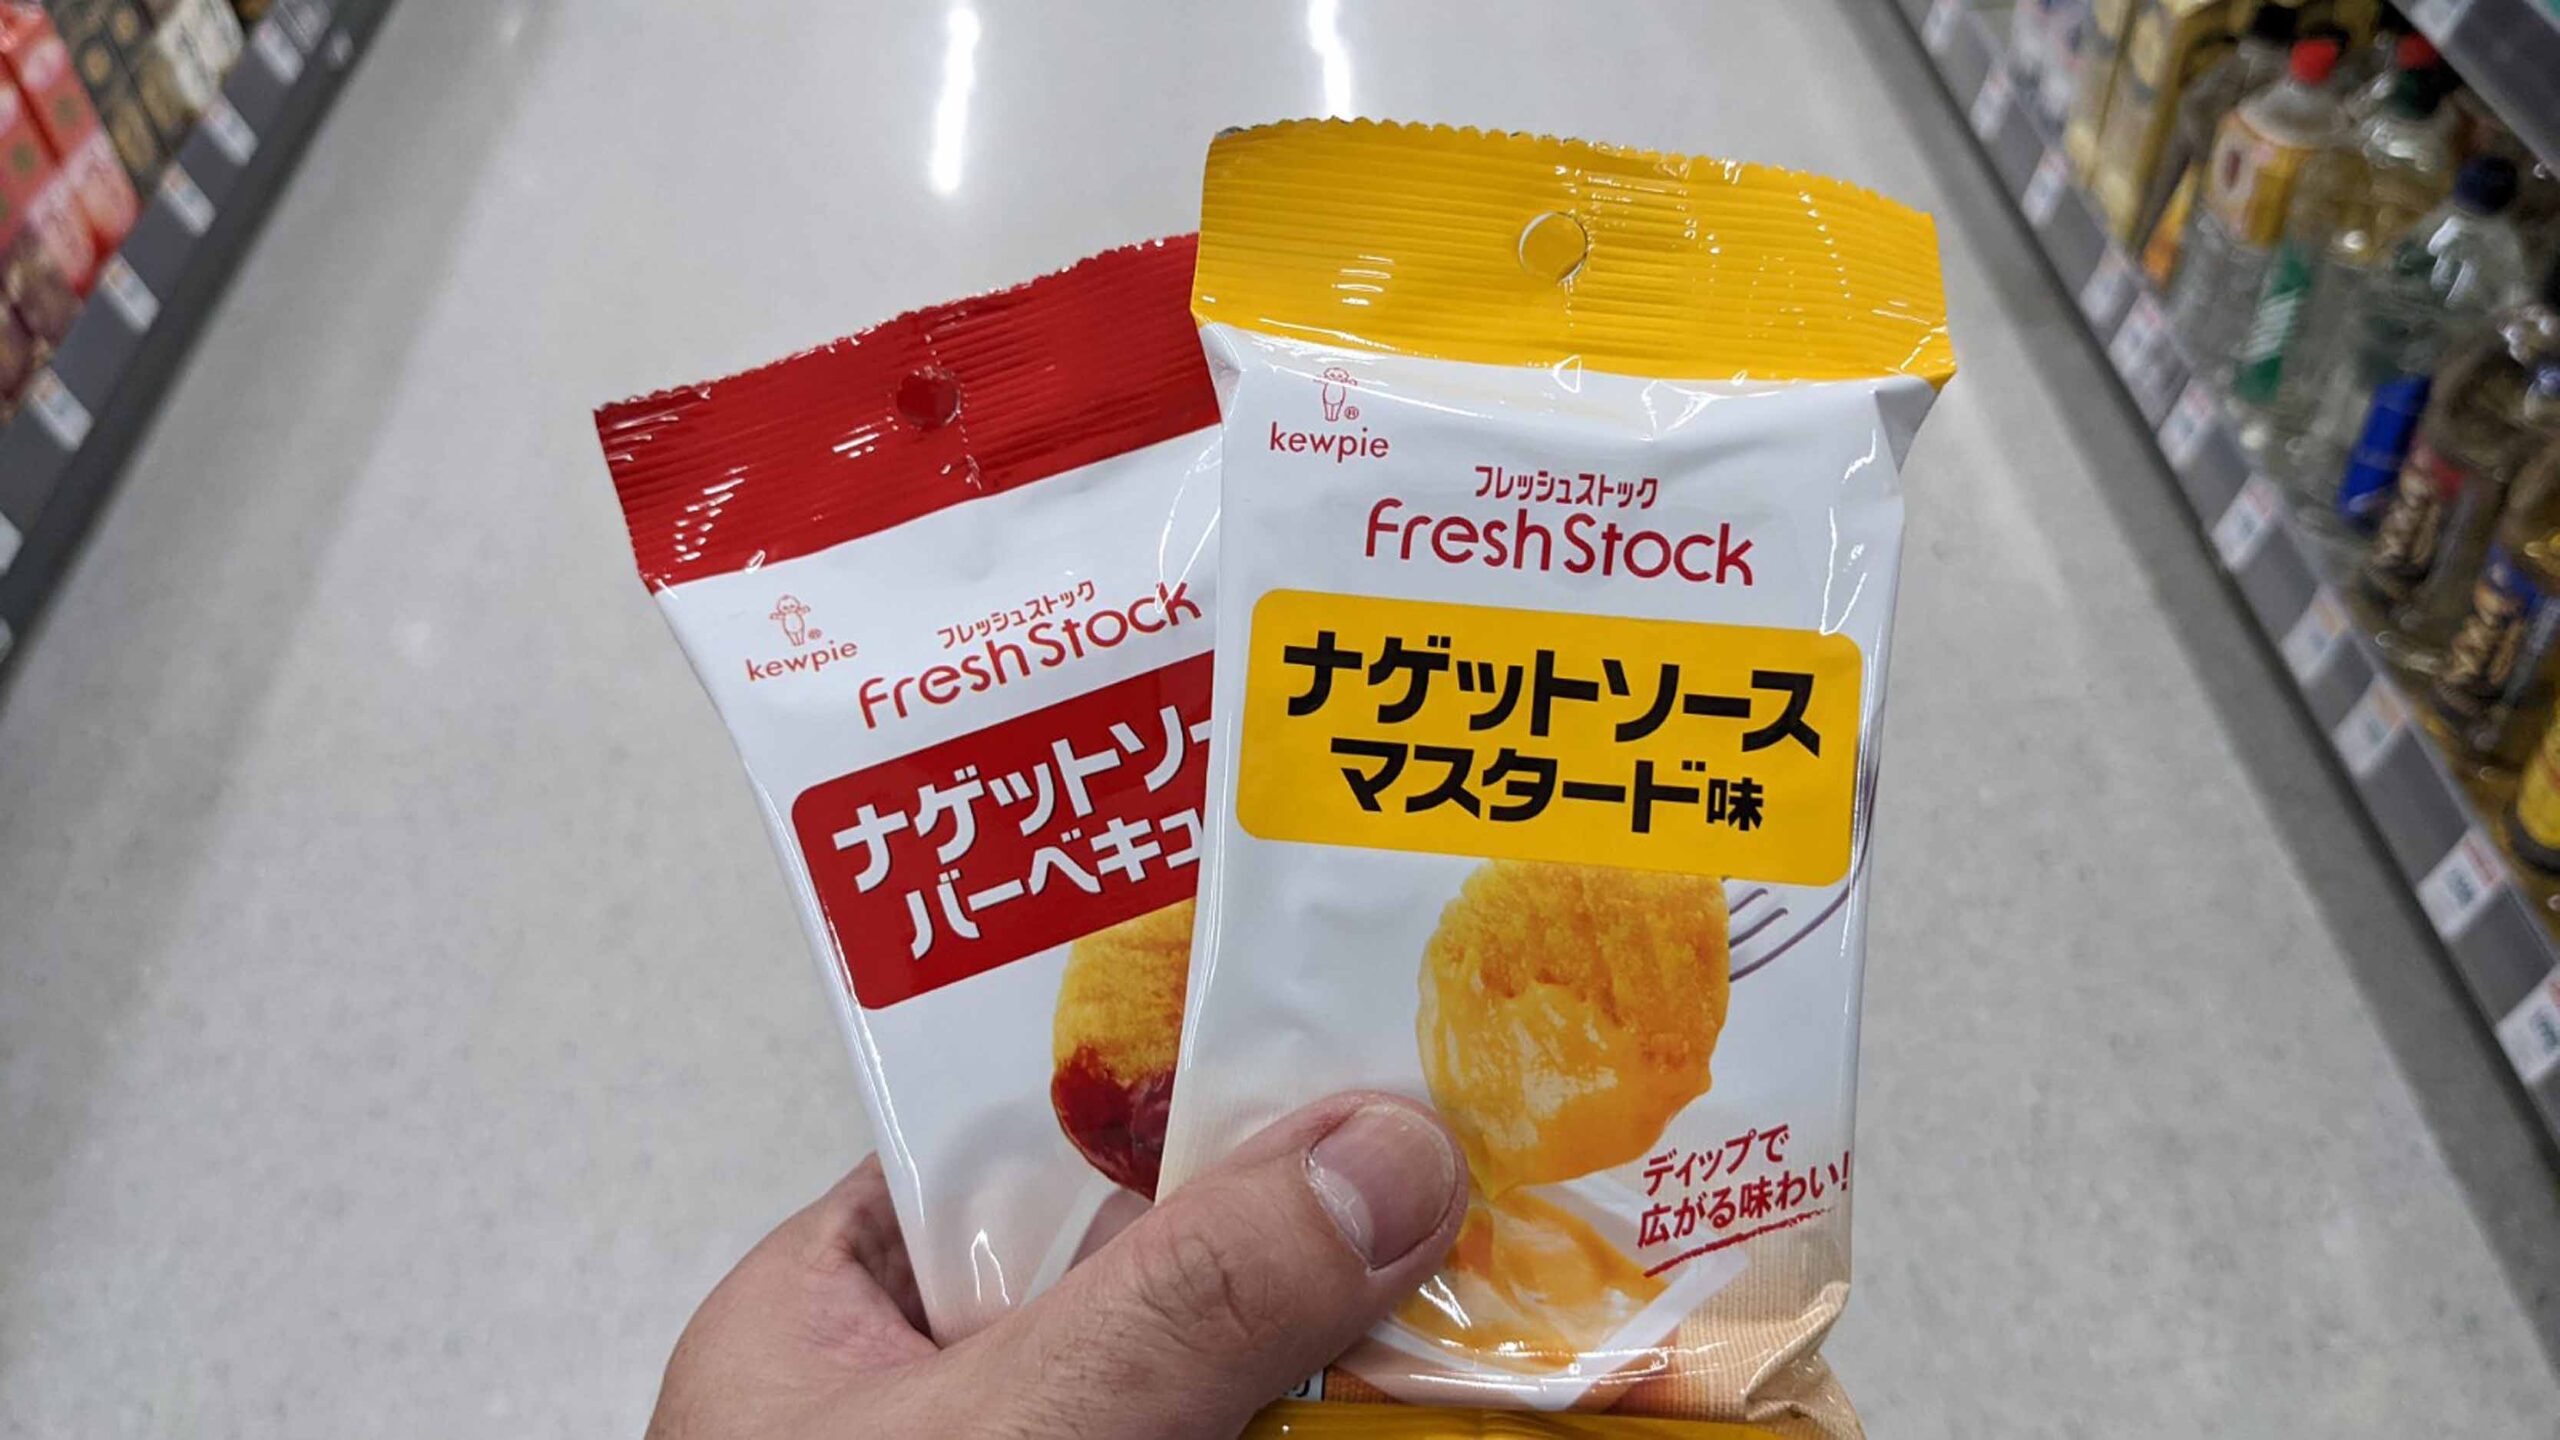 kewpie
フレッシュストック
FreshStock
ナゲットソー
バーベキュ
kewpie
フレッシュストック
FreshStock
ナゲットソース
マスタード味
ディップで
広がる味わい!